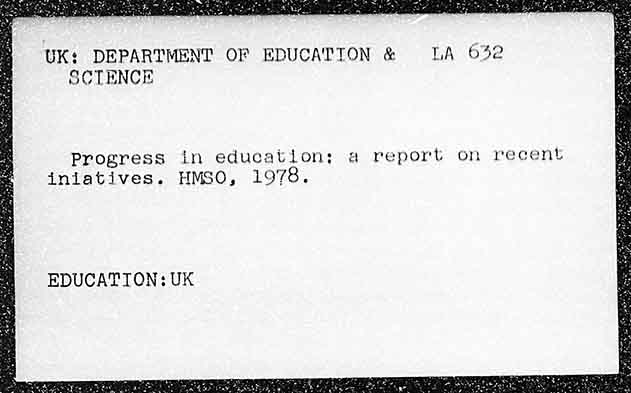 UK: DEPARTMENT OF EDUCATION & LA 632
SCIENCE
Progress in education: a report on recent
iniatives. HMSO, 1978.
EDUCATION:UK